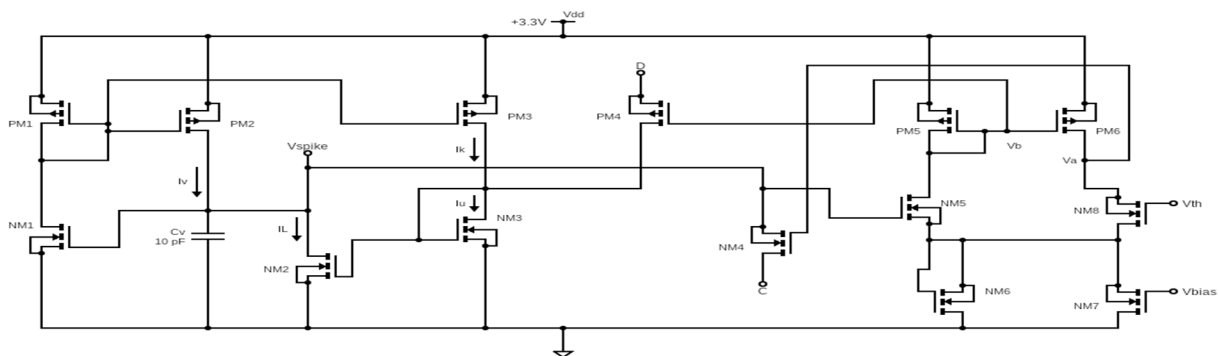 Vdd
+3.3V
D
PM1
PM2
PM3
PM4
PM5
PM6
Vspike
Ik
Vb
Va
Iv
Iu
NM1
IL
NM3
NM5
NM8
Vth
Cv
10 pF
NM2
NM4
C
NM6
NM7
Vbias